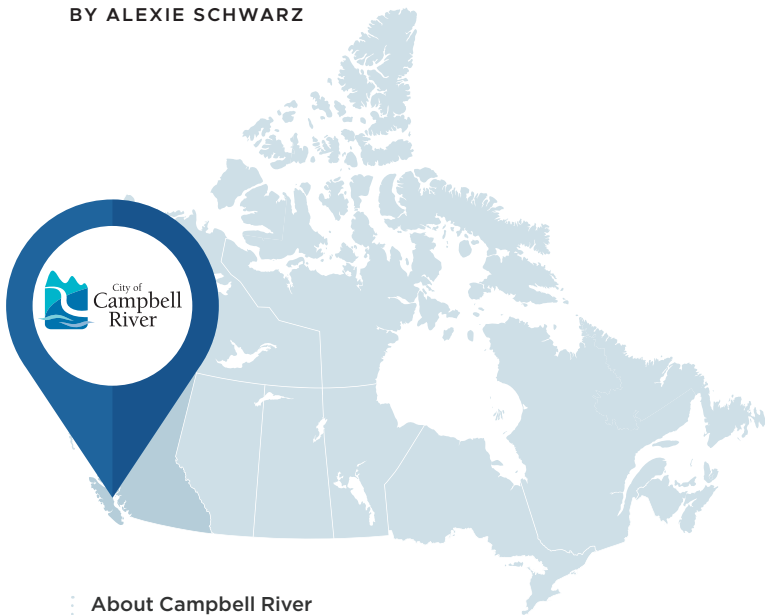 BY ALEXIE SCHWARZ
City of
Campbell
River
About Campbell River